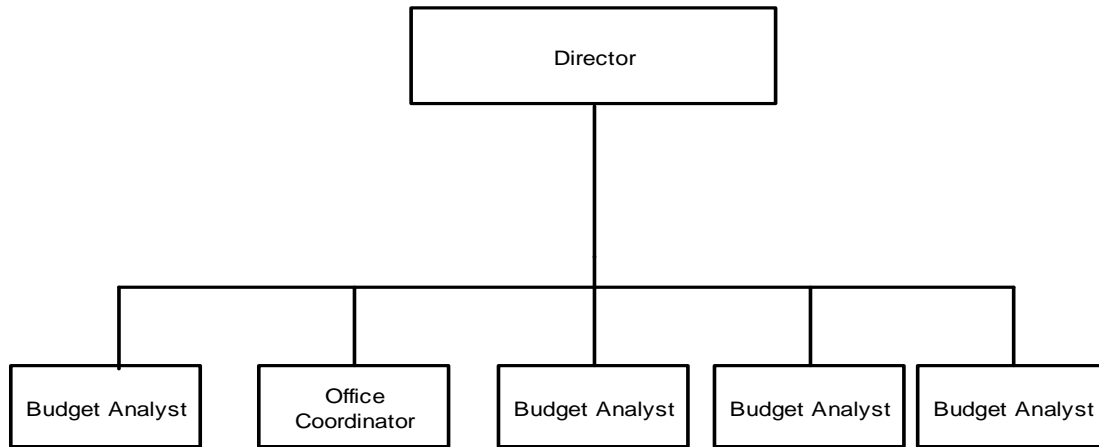 Director
Budget Analyst
Office
Coordinator
Budget Analyst
Budget Analyst
Budget Analyst